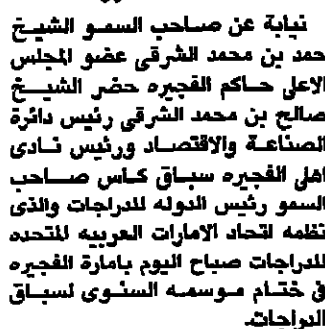 نيابة عن صاحب السمو الشيخ
حمد بن محمد الشرقى عضو المجلس
الاعلى حاكم الفجيره حضر الشيخ
صالح بن محمد الشرقي رئيس دائرة
الصناعة والاقتصاد ورئيس نادى
اهلى الفجيره سباق كاس صاحب
السمو رئيس الدوله للدراجات والذى
نظمه اتحاد الامارات العربيه المتحده
للدراجات صباح اليوم بامارة الفجيره
فى ختام موسمه السنوى لسباق
الدراجات.